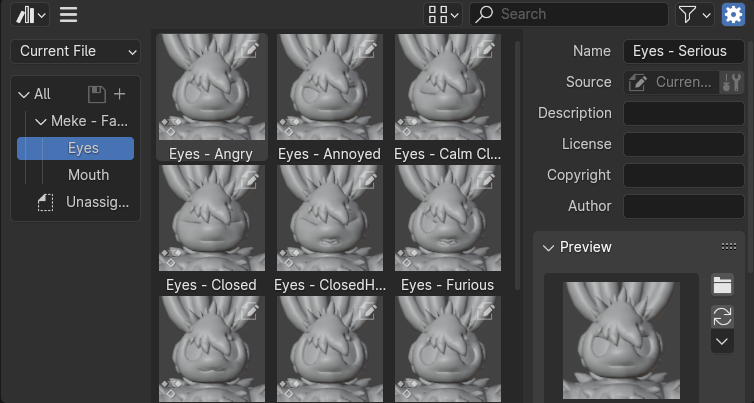 Search
Current File
All
Meke - Fa...
Eyes
Mouth
Unassig...
Eyes - Angry
Eyes - Annoyed
Eyes - Calm Cl...
Eyes - Closed
Eyes - ClosedH...
Eyes - Furious
Name
Eyes - Serious
Source
Curren...
Description
License
Copyright
Author
Preview